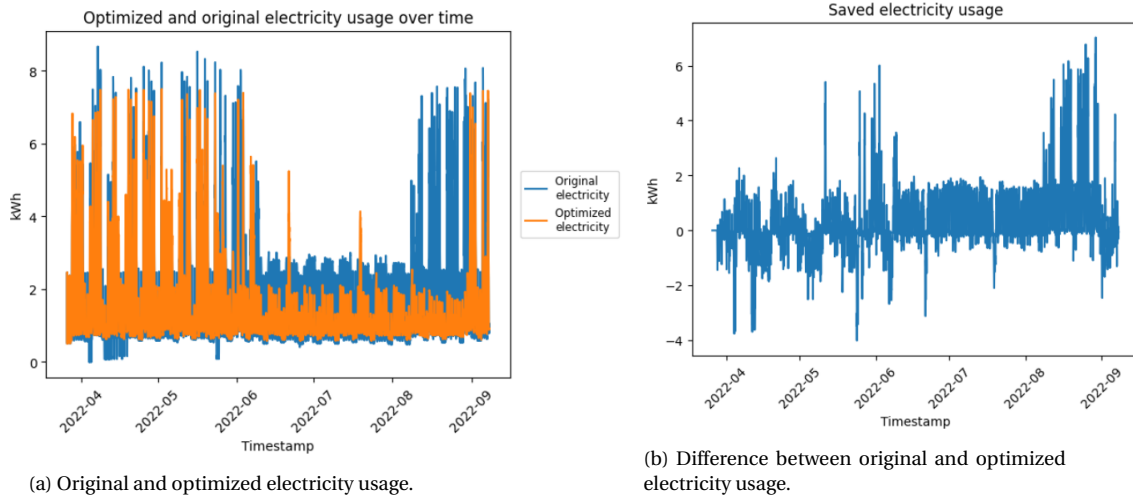 Optimized and original electricity usage over time
8
6
4
2
0
kWh
2022-04
2022-05
2022-06
2022-07
2022-08
2022-09
Timestamp
Original
electricity
Optimized
electricity
(a) Original and optimized electricity usage.
Saved electricity usage
6
4
2
0
−2
−4
kWh
2022-04
2022-05
2022-06
2022-07
2022-08
2022-09
Timestamp
(b) Difference between original and optimized
electricity usage.